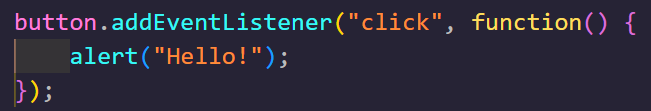 button.addEventListener("click", function() {
    alert("Hello!");
});